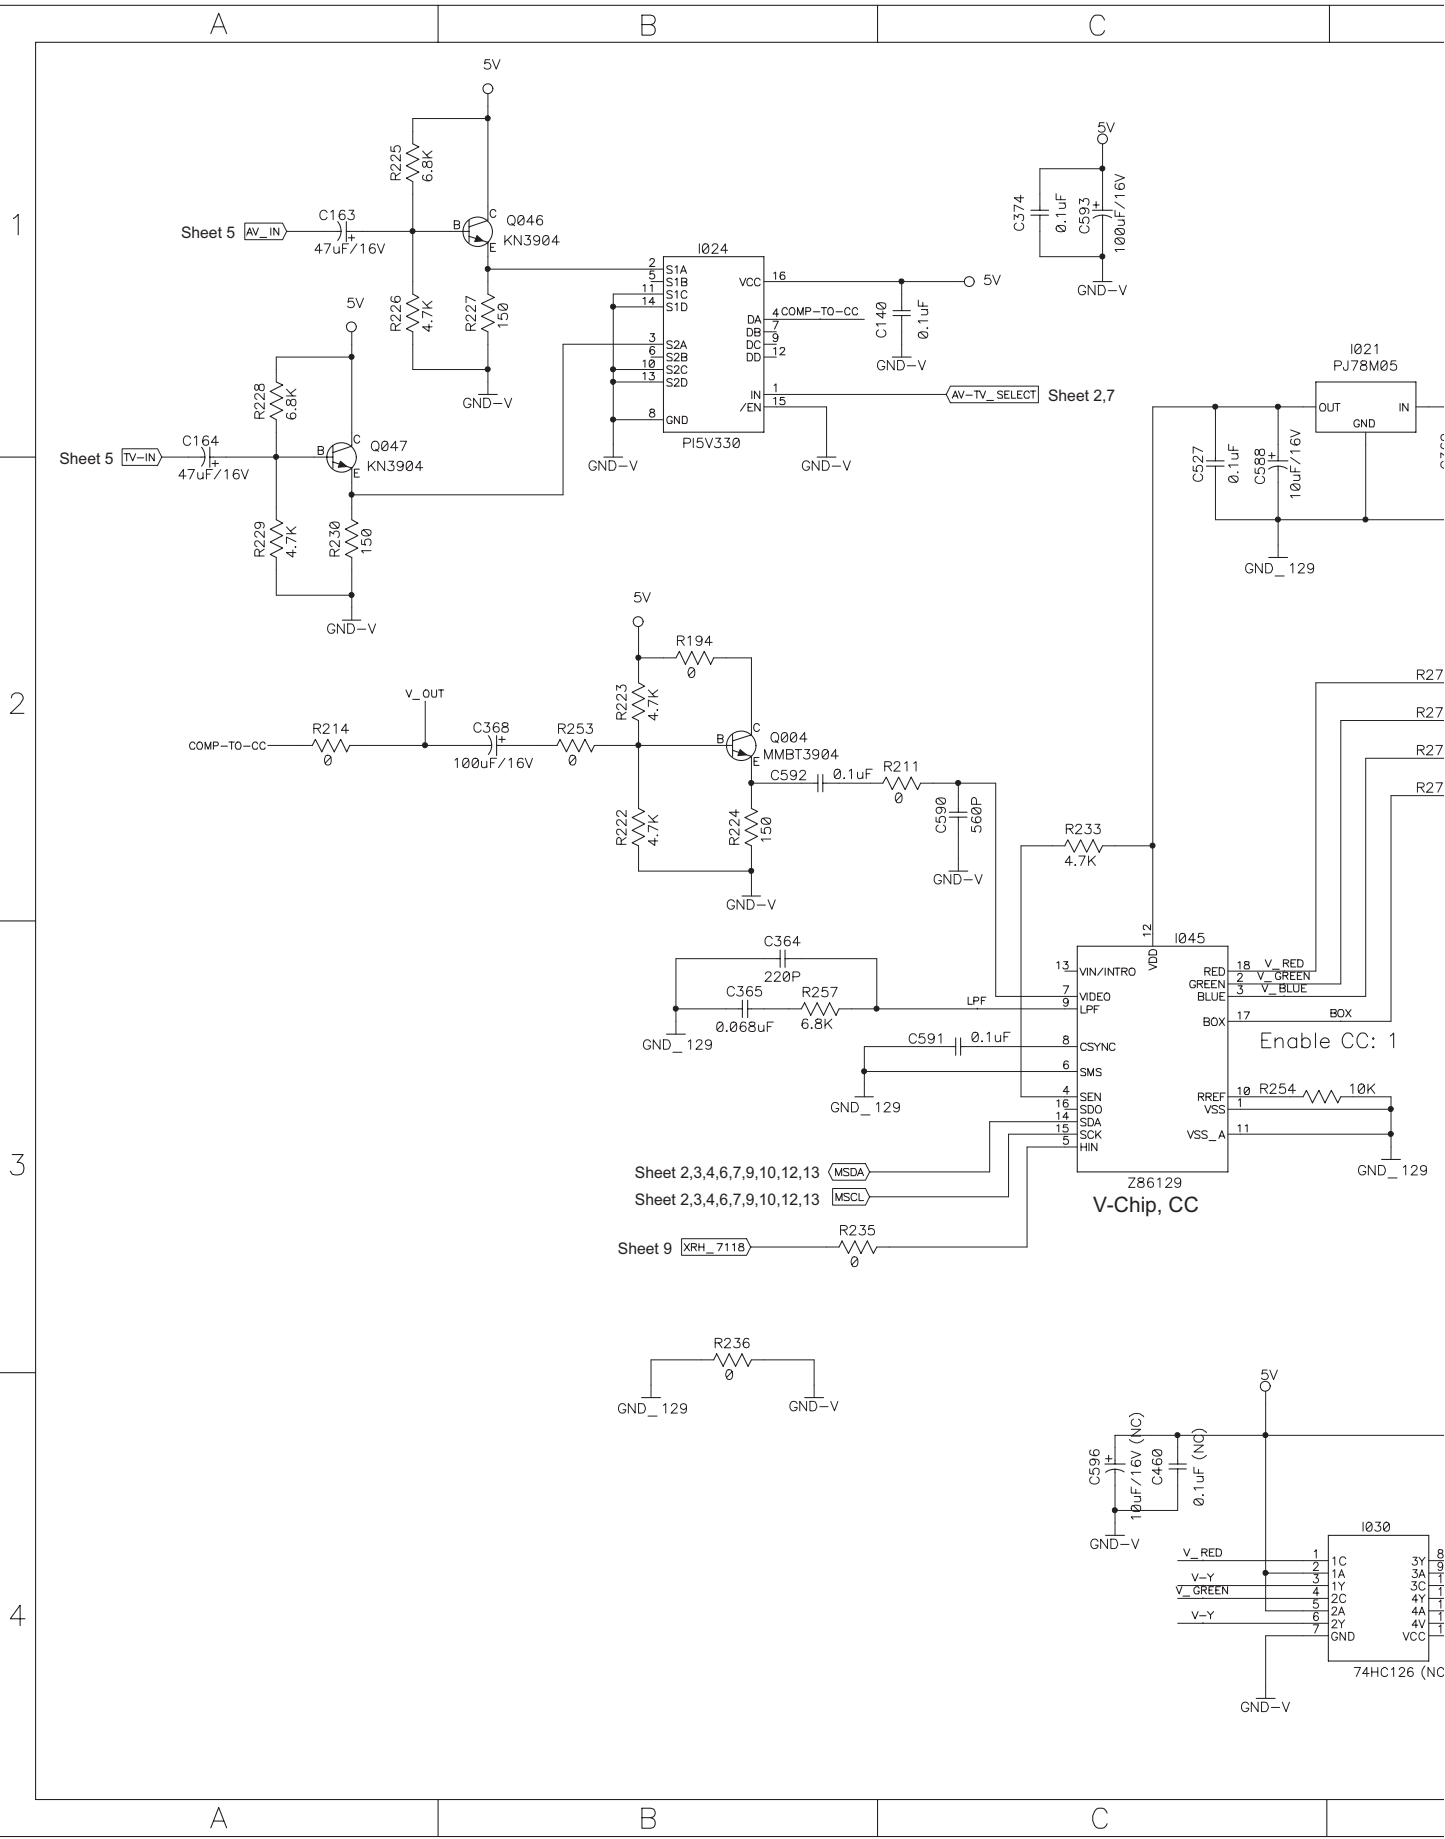 A B C
1
5V
R225
6.8K
Sheet 5 AV_IN
C163
47uF/16V
B
C
E
Q046
KN3904
R226
4.7K
R227
150
GND-V
5V
R228
6.8K
Sheet 5 TV-IN
C164
47uF/16V
B
C
E
Q047
KN3904
R229
4.7K
R230
150
GND-V
I024
2 S1A
5 S1B
11 S1C
14 S1D
3 S2A
6 S2B
10 S2C
13 S2D
8 GND
VCC 16
DA 4 COMP-TO-CC
DB 7
DC 9
DD 12
IN 1
/EN 15
PI5V330
GND-V
GND-V
5V
C140
0.1uF
GND-V
AV-TV_SELECT Sheet 2,7
5V
C374
0.1uF
C593
+
100uF/16V
GND-V
I021
PJ78M05
OUT IN
GND
C527
0.1uF
C588
+
10uF/16V
GND_129
2
5V
R194
0
R223
4.7K
V_OUT
COMP-TO-CC
R214
0
C368
+
100uF/16V
R253
0
B
C
E
Q004
MMBT3904
C592 0.1uF
R211
0
R222
4.7K
R224
150
C590
560P
GND-V
GND-V
R233
4.7K
R27
R27
R27
R27
3
C364
220P
C365
0.068uF
R257
6.8K
GND_129
LPF
C591 0.1uF
GND_129
I045
12
VDD
13 VIN/INTRO
7 VIDEO
9 LPF
8 CSYNC
6 SMS
4 SEN
16 SDO
14 SDA
15 SCK
5 HIN
RED 18 V_RED
GREEN 2 V_GREEN
BLUE 3 V_BLUE
BOX 17 BOX
Enable CC: 1
RREF 10 R254 10K
VSS 1
VSS_A 11
GND_129
Z86129
V-Chip, CC
Sheet 2,3,4,6,7,9,10,12,13 MSDA
Sheet 2,3,4,6,7,9,10,12,13 MSCL
Sheet 9 XRH_7118
R235
0
R236
0
GND_129
GND-V
4
5V
C596
+
10uF/16V (NC)
C460
0.1uF (NC)
GND-V
I030
V_RED 1 1C
2 1A
V-Y 3 1Y
V_GREEN 4 2C
5 2A
V-Y 6 2Y
7 GND
3Y 8
3A 9
3C 1
4Y 1
4A 1
4V 1
VCC 1
74HC126 (NC
GND-V
A B C